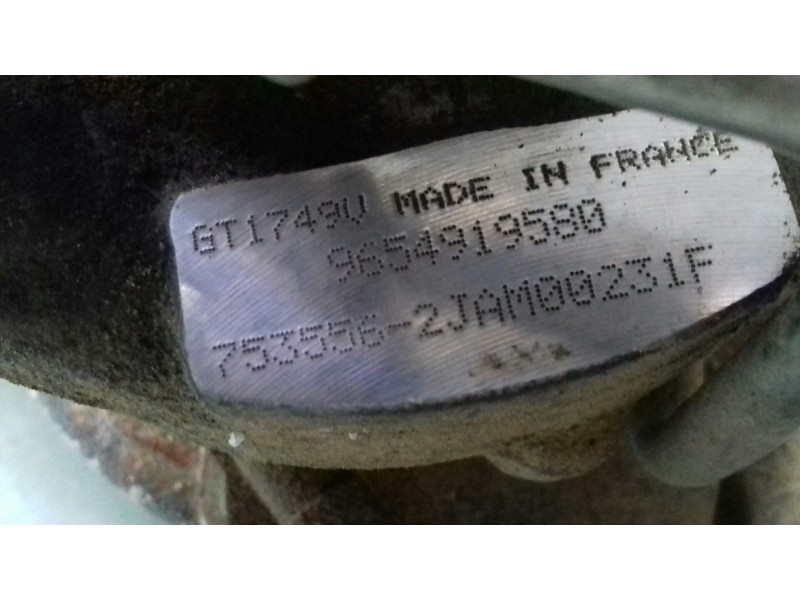 GT1749V MADE IN FRANCE
9654919580
753556-2JAM00231F